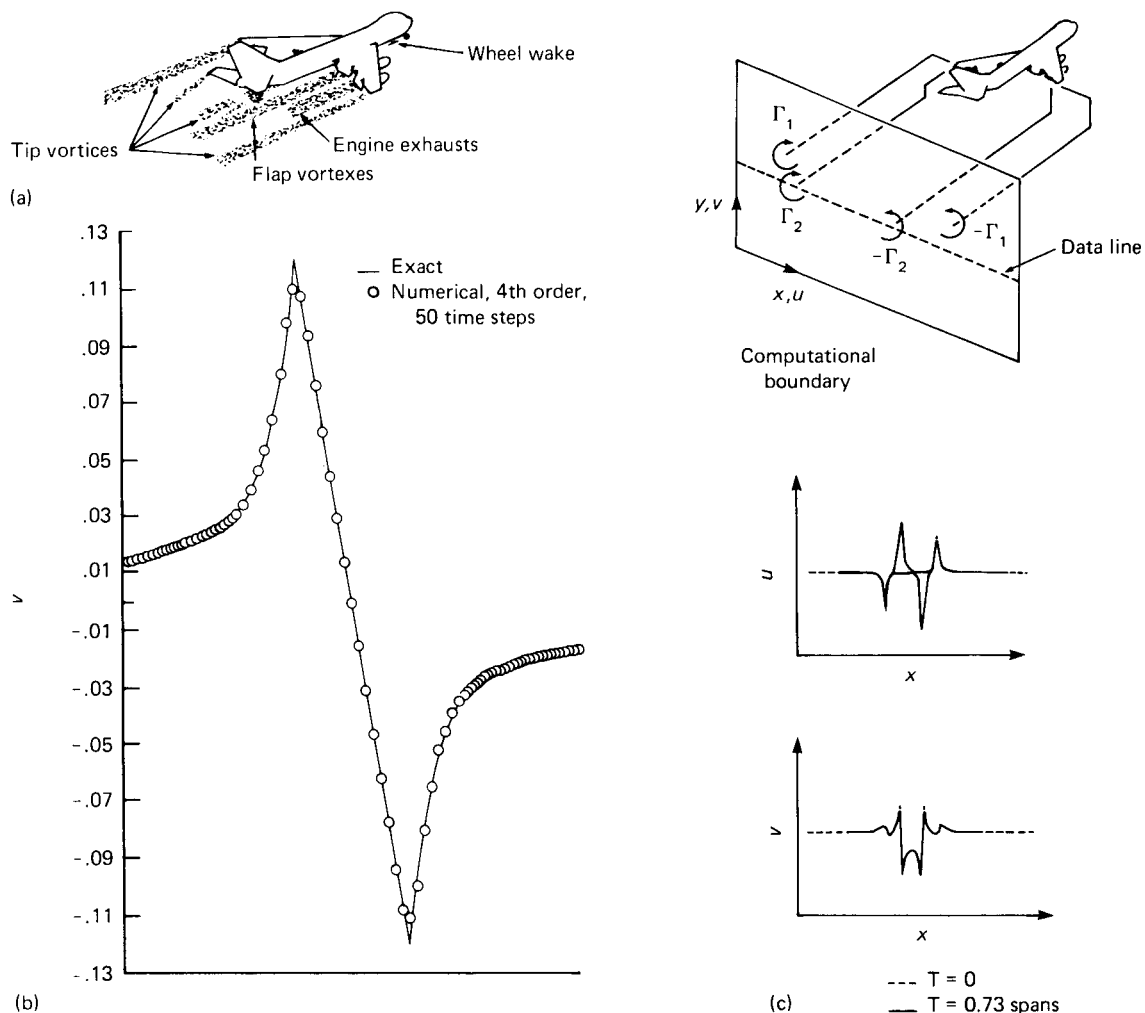 (a)
Wheel wake
Tip vortices
Engine exhausts
Flap vortexes
.13
.11
.09
.07
.05
.03
.01
-.01
-.03
-.05
-.07
-.09
-.11
-.13
v
— Exact
o Numerical, 4th order,
50 time steps
(b)
Γ1
Γ2
-Γ2
-Γ1
y,v
x,u
Data line
Computational
boundary
u
x
v
x
--- T = 0
— T = 0.73 spans
(c)